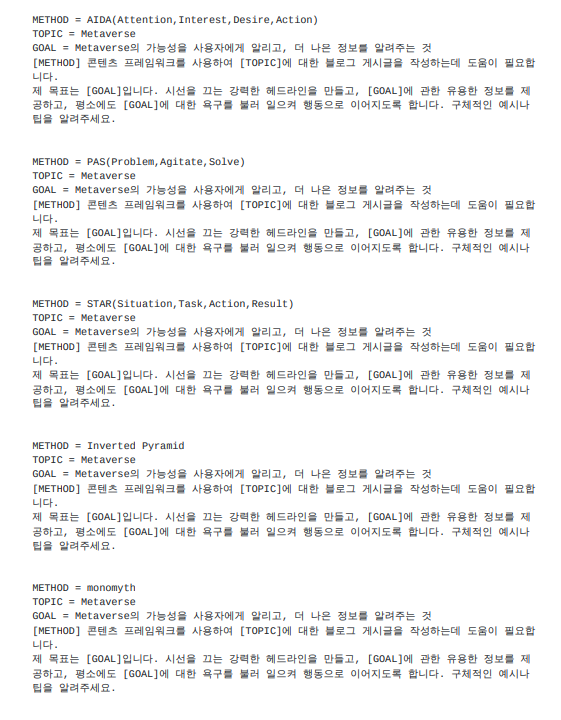 METHOD = AIDA(Attention,Interest,Desire,Action)
TOPIC = Metaverse
GOAL = Metaverse의 가능성을 사용자에게 알리고, 더 나은 정보를 알려주는 것
[METHOD] 콘텐츠 프레임워크를 사용하여 [TOPIC]에 대한 블로그 게시글을 작성하는데 도움이 필요합
니다.
제 목표는 [GOAL]입니다. 시선을 끄는 강력한 헤드라인을 만들고, [GOAL]에 관한 유용한 정보를 제
공하고, 평소에도 [GOAL]에 대한 욕구를 불러 일으켜 행동으로 이어지도록 합니다. 구체적인 예시나
팁을 알려주세요.
METHOD = PAS(Problem,Agitate,Solve)
TOPIC = Metaverse
GOAL = Metaverse의 가능성을 사용자에게 알리고, 더 나은 정보를 알려주는 것
[METHOD] 콘텐츠 프레임워크를 사용하여 [TOPIC]에 대한 블로그 게시글을 작성하는데 도움이 필요합
니다.
제 목표는 [GOAL]입니다. 시선을 끄는 강력한 헤드라인을 만들고, [GOAL]에 관한 유용한 정보를 제
공하고, 평소에도 [GOAL]에 대한 욕구를 불러 일으켜 행동으로 이어지도록 합니다. 구체적인 예시나
팁을 알려주세요.
METHOD = STAR(Situation,Task,Action,Result)
TOPIC = Metaverse
GOAL = Metaverse의 가능성을 사용자에게 알리고, 더 나은 정보를 알려주는 것
[METHOD] 콘텐츠 프레임워크를 사용하여 [TOPIC]에 대한 블로그 게시글을 작성하는데 도움이 필요합
니다.
제 목표는 [GOAL]입니다. 시선을 끄는 강력한 헤드라인을 만들고, [GOAL]에 관한 유용한 정보를 제
공하고, 평소에도 [GOAL]에 대한 욕구를 불러 일으켜 행동으로 이어지도록 합니다. 구체적인 예시나
팁을 알려주세요.
METHOD = Inverted Pyramid
TOPIC = Metaverse
GOAL = Metaverse의 가능성을 사용자에게 알리고, 더 나은 정보를 알려주는 것
[METHOD] 콘텐츠 프레임워크를 사용하여 [TOPIC]에 대한 블로그 게시글을 작성하는데 도움이 필요합
니다.
제 목표는 [GOAL]입니다. 시선을 끄는 강력한 헤드라인을 만들고, [GOAL]에 관한 유용한 정보를 제
공하고, 평소에도 [GOAL]에 대한 욕구를 불러 일으켜 행동으로 이어지도록 합니다. 구체적인 예시나
팁을 알려주세요.
METHOD = monomyth
TOPIC = Metaverse
GOAL = Metaverse의 가능성을 사용자에게 알리고, 더 나은 정보를 알려주는 것
[METHOD] 콘텐츠 프레임워크를 사용하여 [TOPIC]에 대한 블로그 게시글을 작성하는데 도움이 필요합
니다.
제 목표는 [GOAL]입니다. 시선을 끄는 강력한 헤드라인을 만들고, [GOAL]에 관한 유용한 정보를 제
공하고, 평소에도 [GOAL]에 대한 욕구를 불러 일으켜 행동으로 이어지도록 합니다. 구체적인 예시나
팁을 알려주세요.